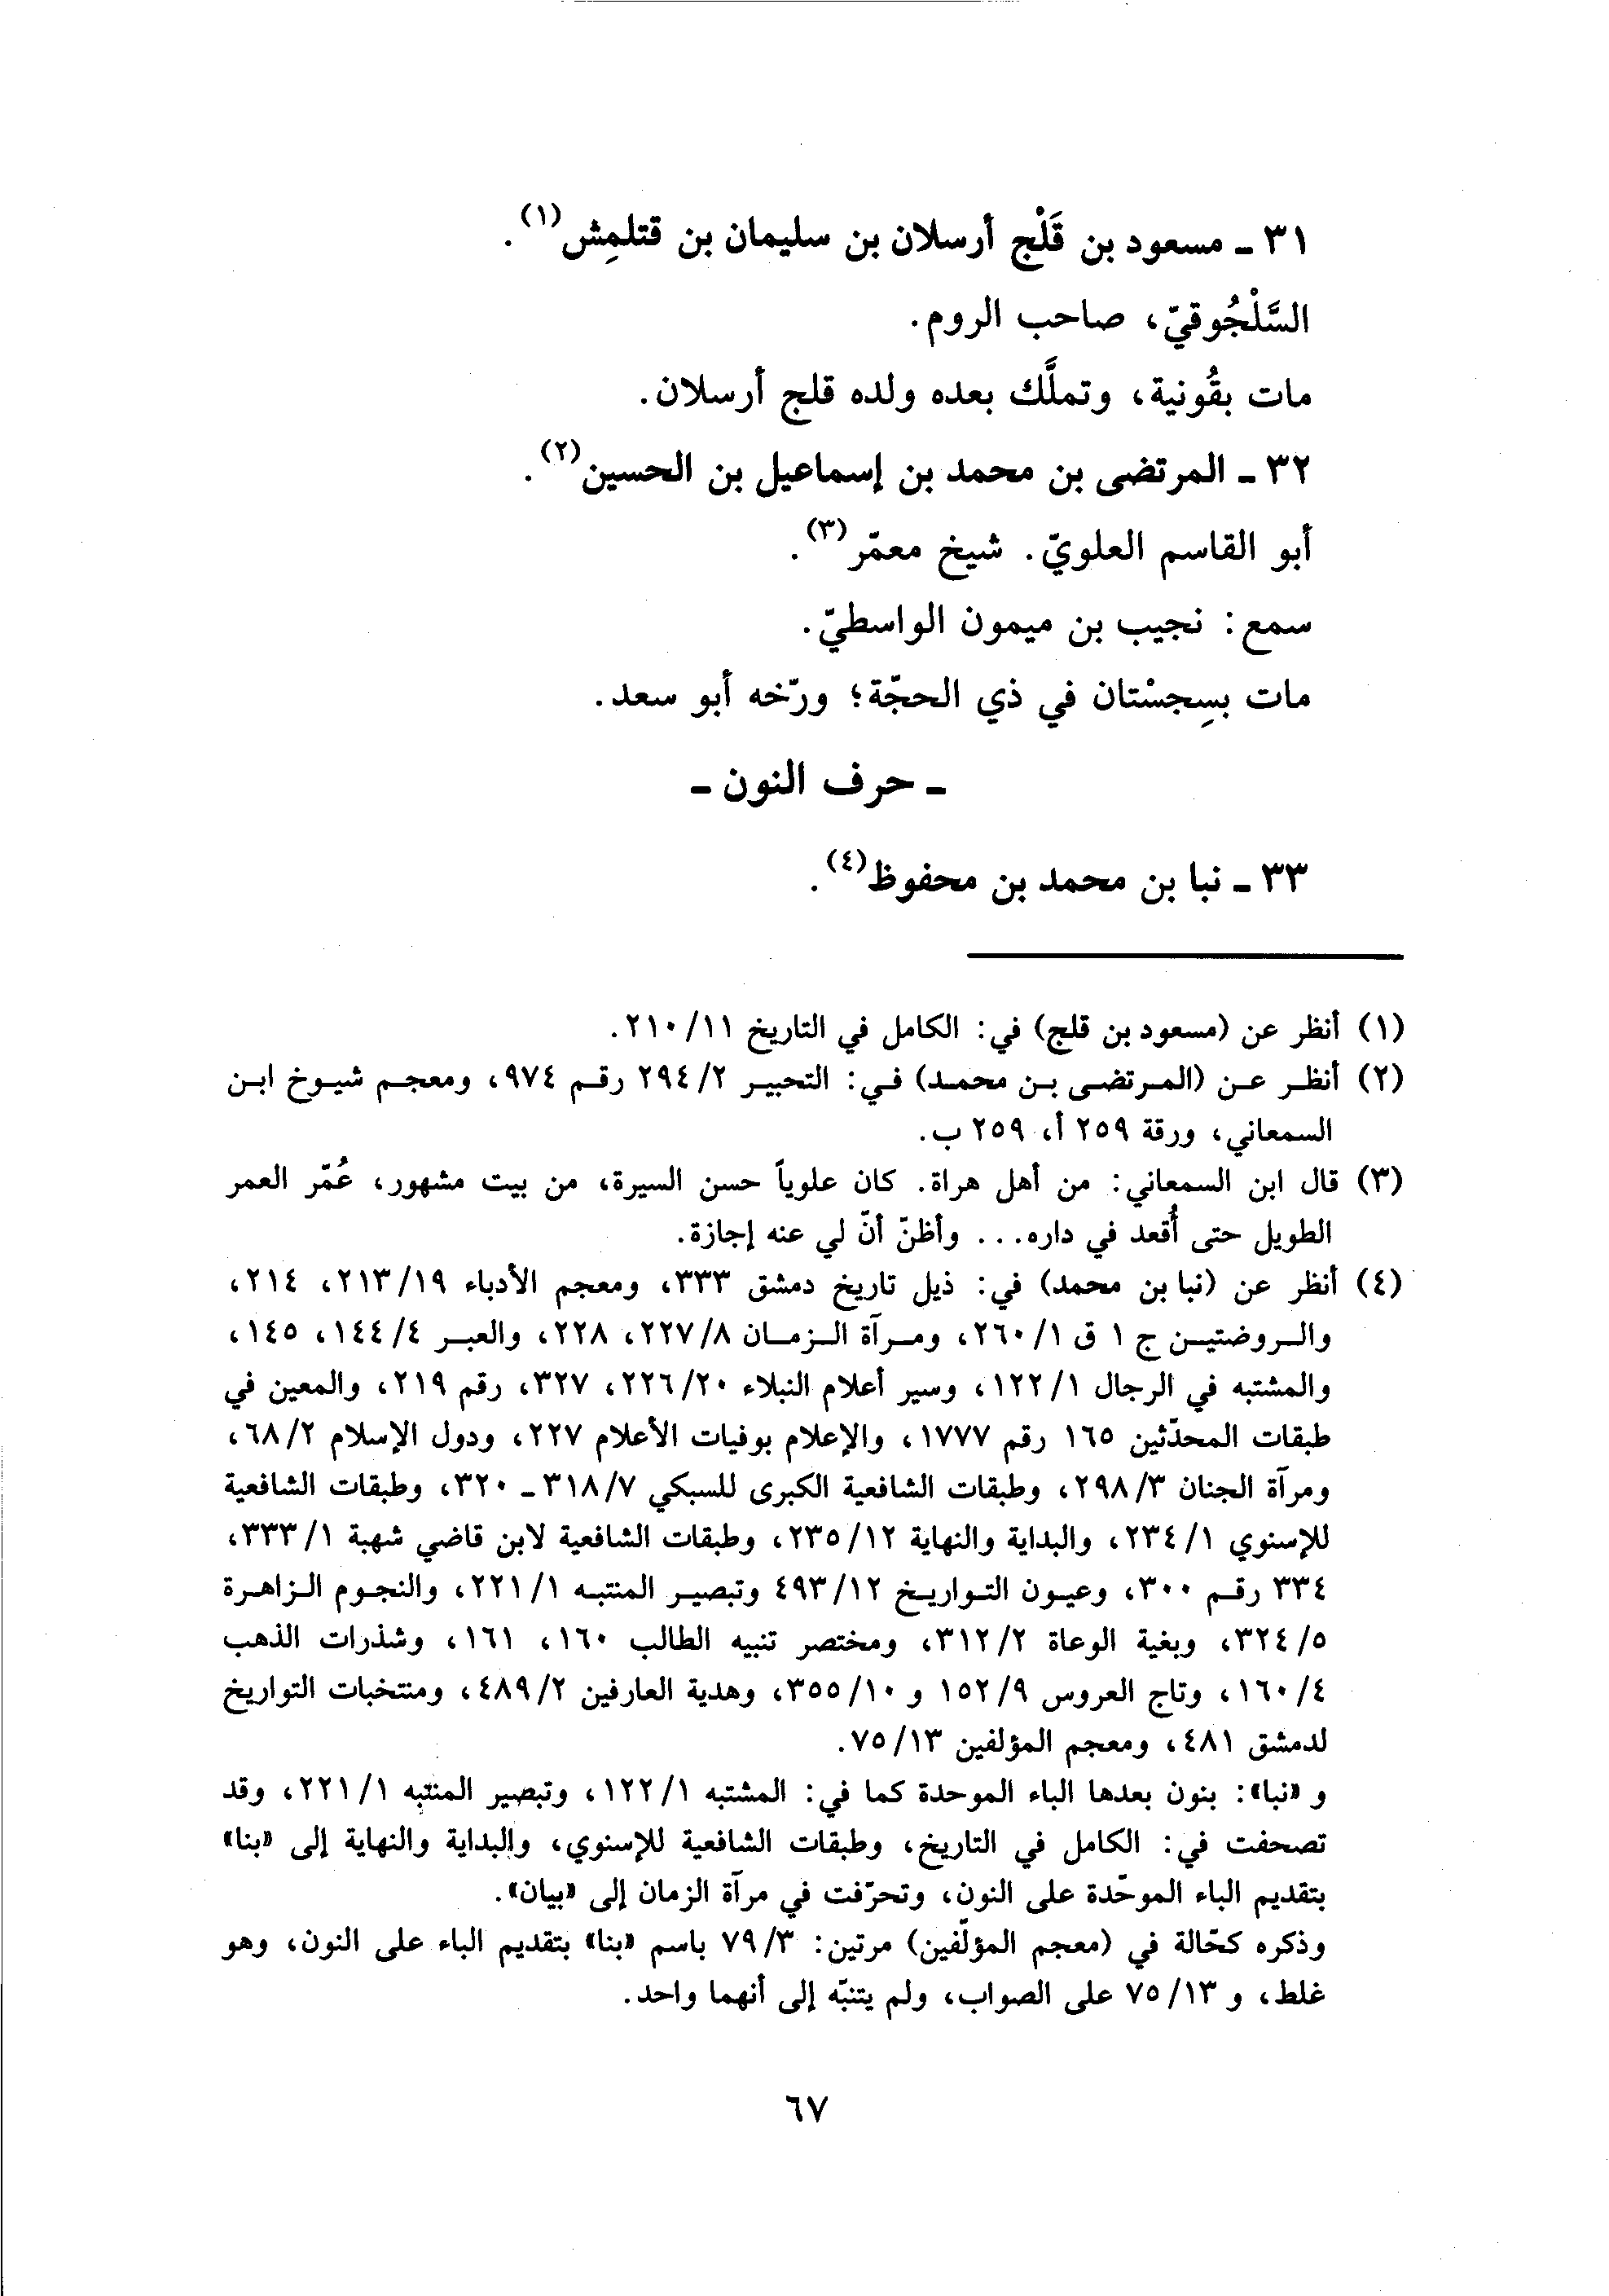 ٣١ ـ مسعود بن قَلْج أرسلان بن سليمان بن قتلمِش(١).
السَّلْجُوقيّ، صاحب الروم.
مات بقُونية، وتملَّك بعده ولده قلج أرسلان.
٣٢ ـ المرتضى بن محمد بن إسماعيل بن الحسين(٢).
أبو القاسم العلويّ. شيخ معمّر(٣).
سمع: نجيب بن ميمون الواسطيّ.
مات بسِجسْتان في ذي الحجّة؛ ورّخه أبو سعد.
ـ حرف النون ـ
٣٣ ـ نبا بن محمد بن محفوظ(٤).
(١) أنظر عن (مسعود بن قلج) في: الكامل في التاريخ ١١/ ٢١٠.
(٢) أنظر عن (المرتضى بن محمد) في: التحبير ٢/ ٢٩٤ رقم ٩٧٤، ومعجم شيوخ ابن
السمعاني، ورقة ٢٥٩ أ، ٢٥٩ ب.
(٣) قال ابن السمعاني: من أهل هراة. كان علوياً حسن السيرة، من بيت مشهور، عُمّر العمر
الطويل حتى أُقعد في داره... وأظنّ أنّ لي عنه إجازة.
(٤) أنظر عن (نبا بن محمد) في: ذيل تاريخ دمشق ٣٣٣، ومعجم الأدباء ١٩/ ٢١٣، ٢١٤،
والروضتين ج ١ ق ١/ ٢٦٠، ومرآة الزمان ٨/ ٢٢٧، ٢٢٨، والعبر ٤/ ١٤٤، ١٤٥،
والمشتبه في الرجال ١/ ١٢٢، وسير أعلام النبلاء ٢٠/ ٢٢٦، ٣٢٧، رقم ٢١٩، والمعين في
طبقات المحدّثين ١٦٥ رقم ١٧٧٧، والإعلام بوفيات الأعلام ٢٢٧، ودول الإسلام ٢/ ٦٨،
ومرآة الجنان ٣/ ٢٩٨، وطبقات الشافعية الكبرى للسبكي ٧/ ٣١٨ ـ ٣٢٠، وطبقات الشافعية
للإسنوي ١/ ٢٣٤، والبداية والنهاية ١٢/ ٢٣٥، وطبقات الشافعية لابن قاضي شهبة ١/ ٣٣٣،
٣٣٤ رقم ٣٠٠، وعيون التواريخ ١٢/ ٤٩٣ وتبصير المنتبه ١/ ٢٢١، والنجوم الزاهرة
٥/ ٣٢٤، وبغية الوعاة ٢/ ٣١٢، ومختصر تنبيه الطالب ١٦٠، ١٦١، وشذرات الذهب
٤/ ١٦٠، وتاج العروس ٩/ ١٥٢ و ١٠/ ٣٥٥، وهدية العارفين ٢/ ٤٨٩، ومنتخبات التواريخ
لدمشق ٤٨١، ومعجم المؤلفين ١٣/ ٧٥.
و «نبا»: بنون بعدها الباء الموحدة كما في: المشتبه ١/ ١٢٢، وتبصير المنتبه ١/ ٢٢١، وقد
تصحفت في: الكامل في التاريخ، وطبقات الشافعية للإسنوي، والبداية والنهاية إلى «بنا»
بتقديم الباء الموحّدة على النون، وتحرّفت في مرآة الزمان إلى «بيان».
وذكره كحّالة في (معجم المؤلّفين) مرتين: ٣/ ٧٩ باسم «بنا» بتقديم الباء على النون، وهو
غلط، و ١٣/ ٧٥ على الصواب، ولم يتنبّه إلى أنهما واحد.
٦٧